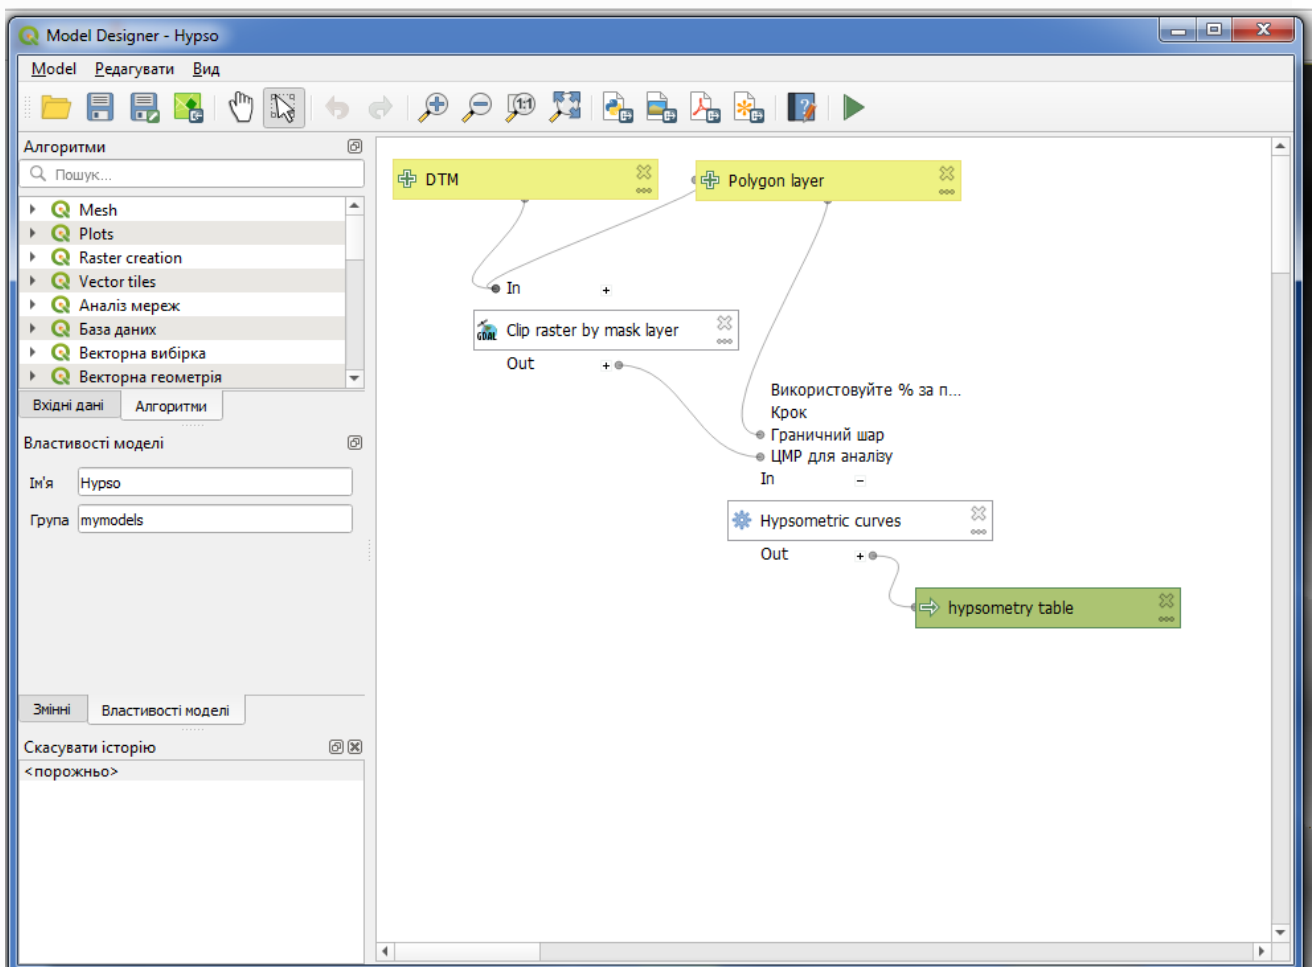 Model Designer - Hypso
Model Редагувати Вид
Алгоритми
Пошук...
Mesh
Plots
Raster creation
Vector tiles
Аналіз мереж
База даних
Векторна вибірка
Векторна геометрія
Вхідні дані Алгоритми
Властивості моделі
Ім'я Hypso
Група mymodels
Змінні Властивості моделі
Скасувати історію
<порожньо>
DTM
Polygon layer
In +
GDAL Clip raster by mask layer
Out +
Використовуйте % за п...
Крок
Граничний шар
ЦМР для аналізу
In −
Hypsometric curves
Out +
hypsometry table